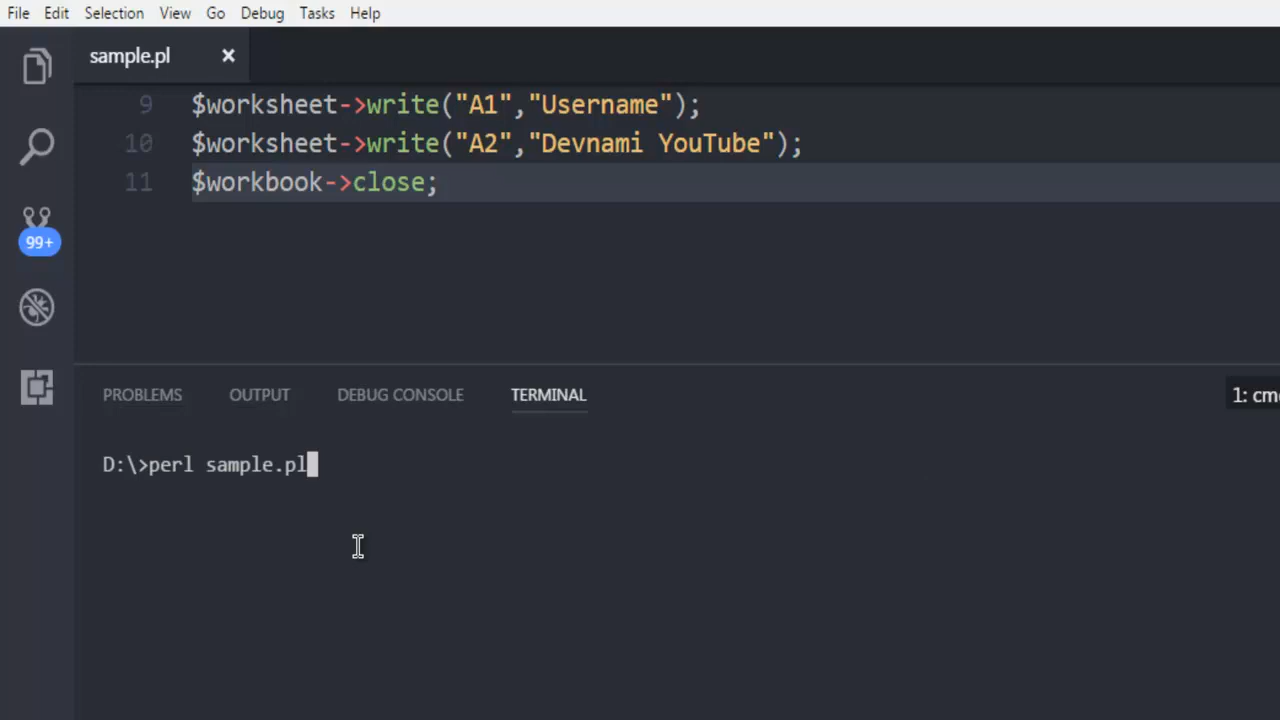 File Edit Selection View Go Debug Tasks Help
sample.pl
9 $worksheet->write("A1","Username");
10 $worksheet->write("A2","Devnami YouTube");
11 $workbook->close;
99+
PROBLEMS OUTPUT DEBUG CONSOLE TERMINAL 1: cm
D:\>perl sample.pl